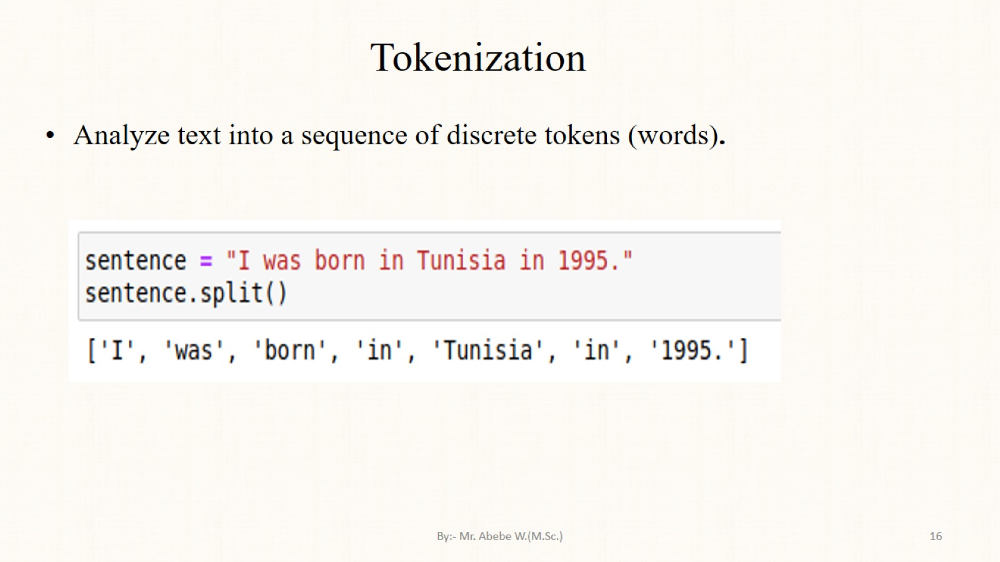 Tokenization
• Analyze text into a sequence of discrete tokens (words).
sentence = "I was born in Tunisia in 1995."
sentence.split()
['I', 'was', 'born', 'in', 'Tunisia', 'in', '1995.']
By:- Mr. Abebe W.(M.Sc.)
16